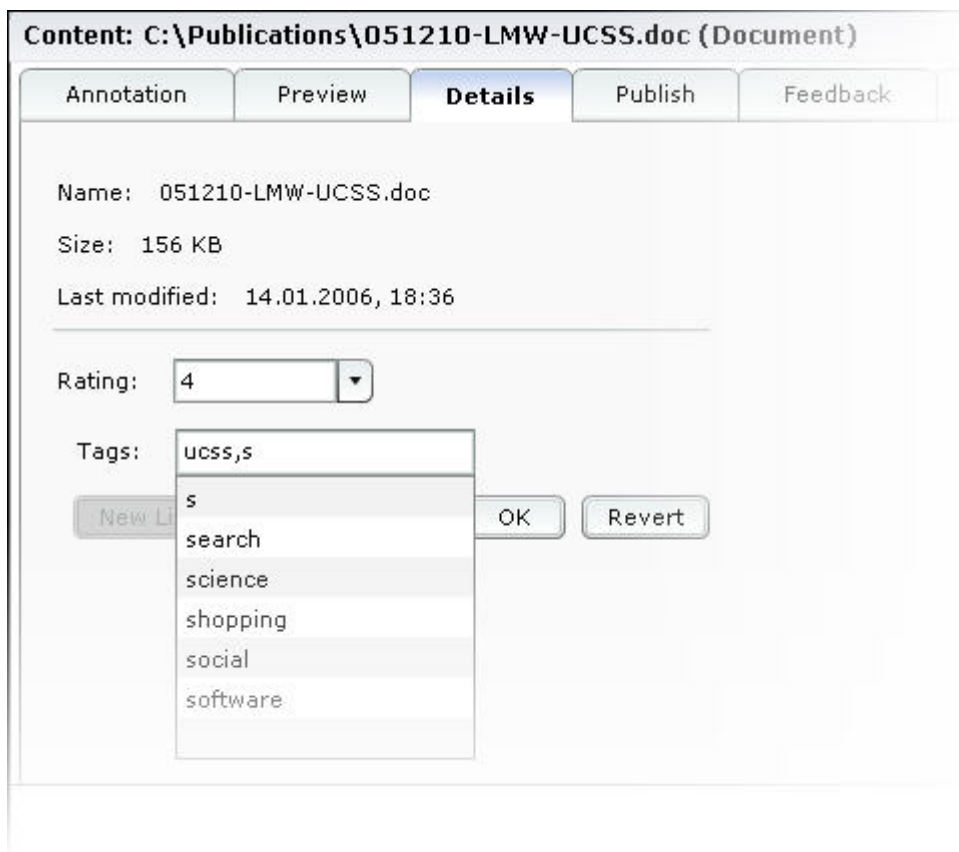 Content: C:\Publications\051210-LMW-UCSS.doc (Document)
Annotation Preview Details Publish Feedback
Name: 051210-LMW-UCSS.doc
Size: 156 KB
Last modified: 14.01.2006, 18:36
Rating: 4
Tags: ucss,s
New Li OK Revert
s
search
science
shopping
social
software